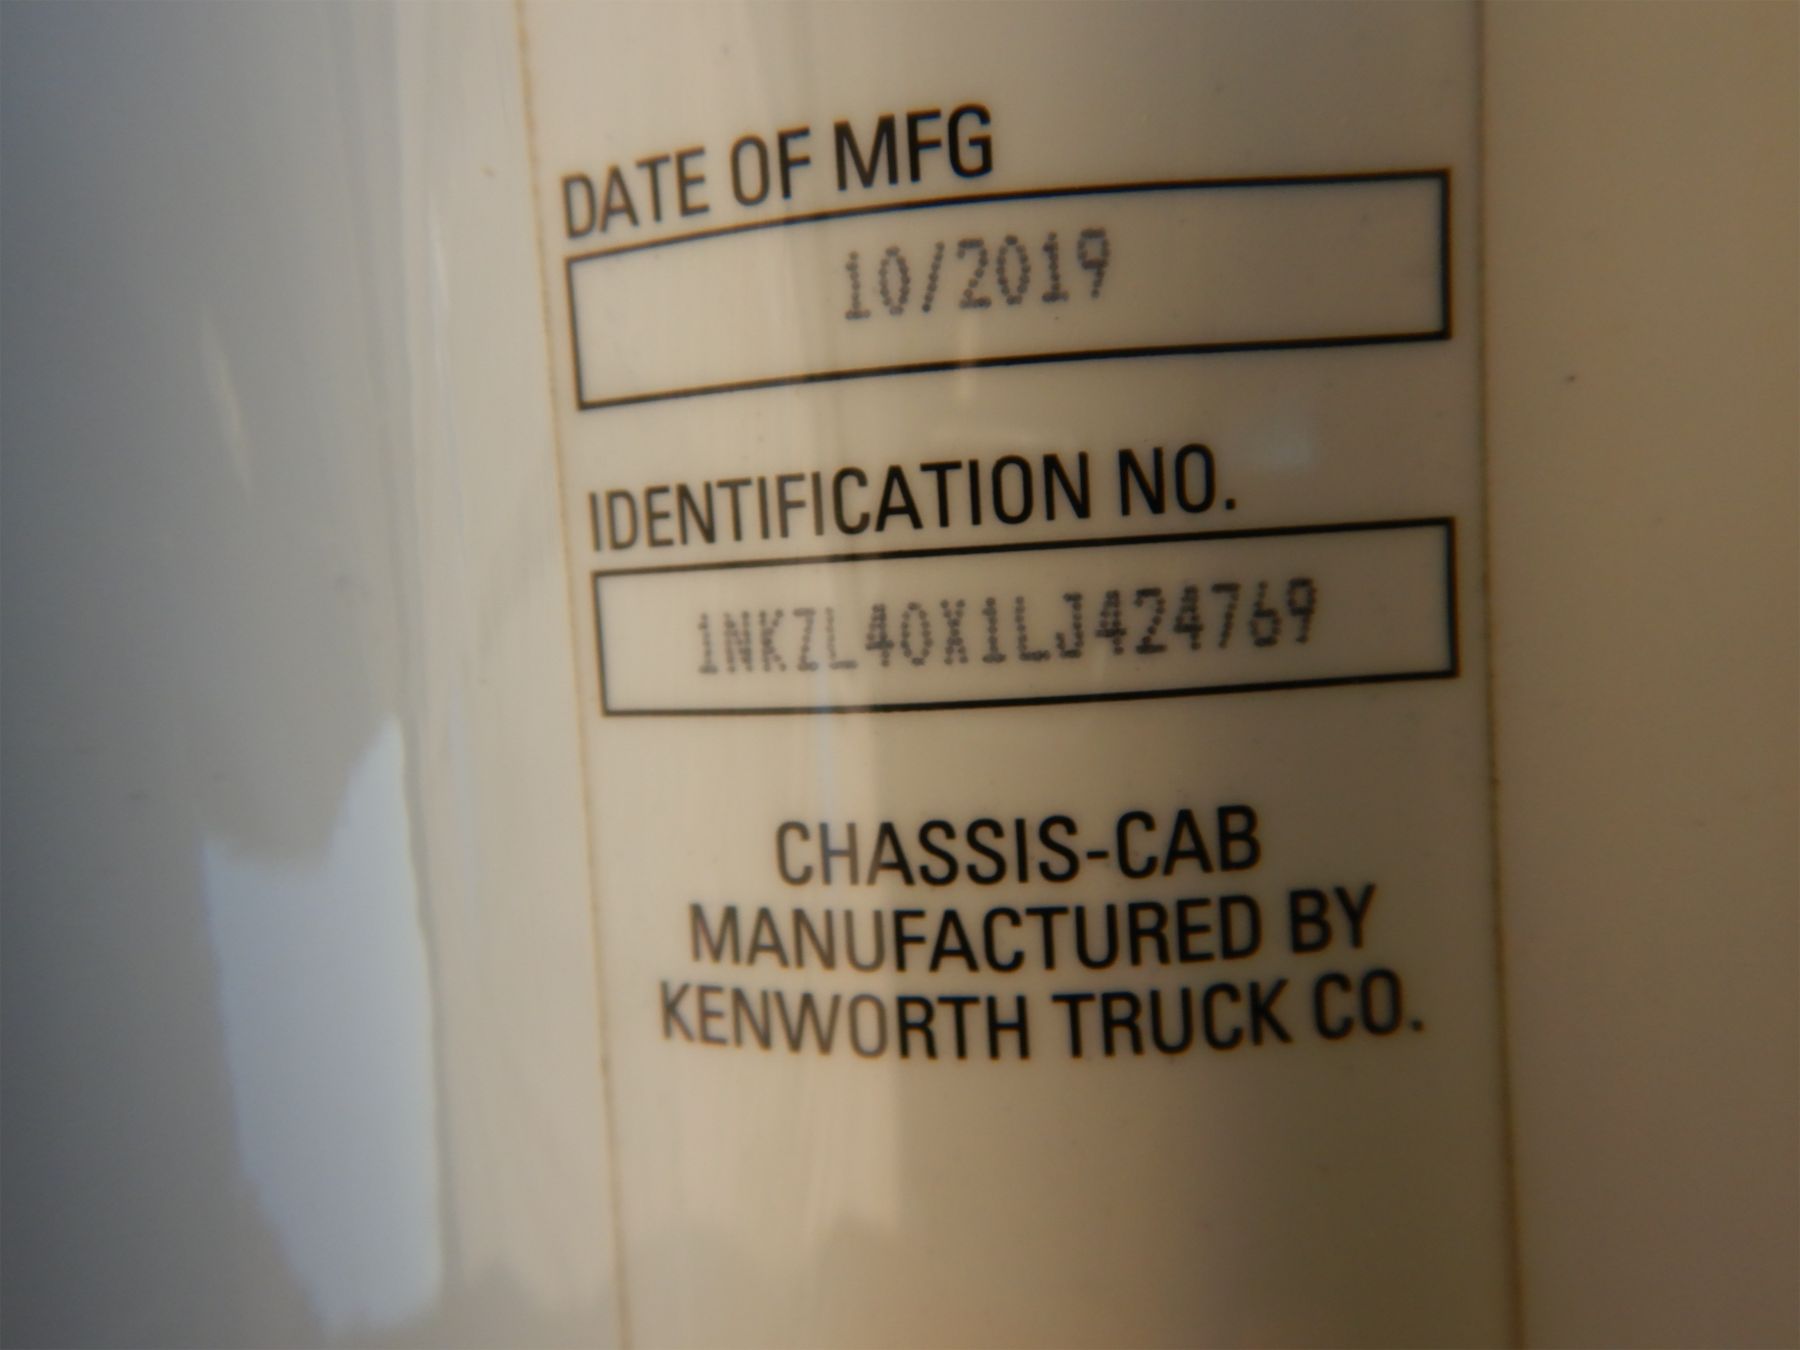 DATE OF MFG
10/2019
IDENTIFICATION NO.
1NKZL40X1LJ424769
CHASSIS-CAB
MANUFACTURED BY
KENWORTH TRUCK CO.